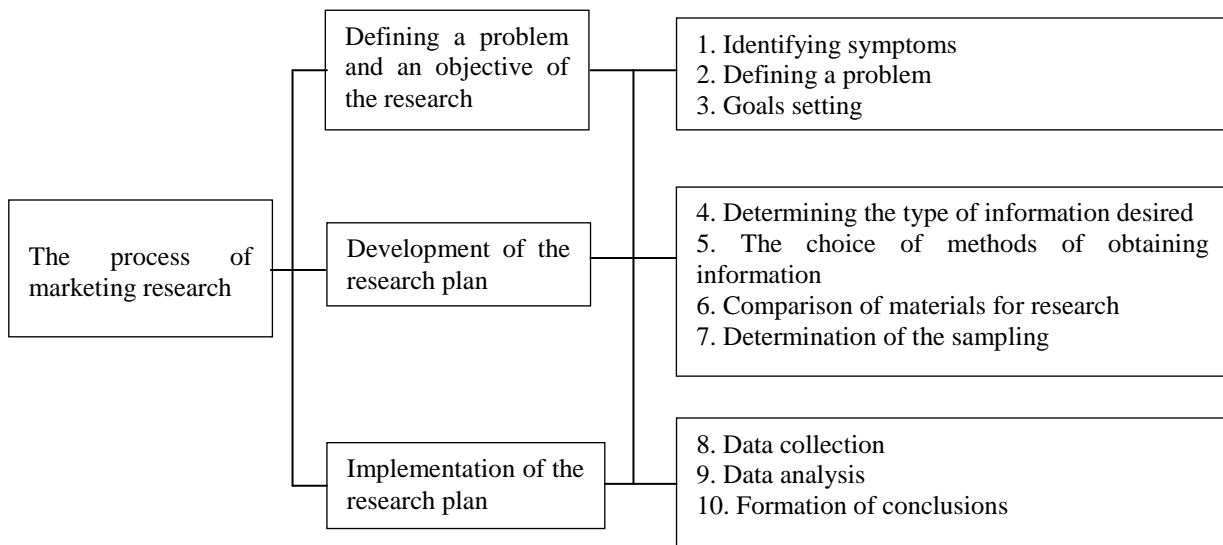 The process of
marketing research
Defining a problem
and an objective of
the research
1. Identifying symptoms
2. Defining a problem
3. Goals setting
Development of the
research plan
4. Determining the type of information desired
5. The choice of methods of obtaining
information
6. Comparison of materials for research
7. Determination of the sampling
Implementation of the
research plan
8. Data collection
9. Data analysis
10. Formation of conclusions